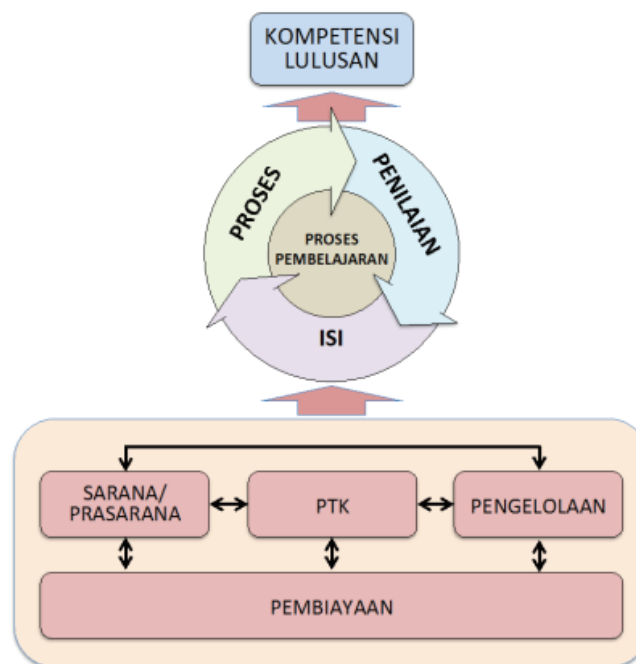 KOMPETENSI
LULUSAN
PROSES
PENILAIAN
PROSES
PEMBELAJARAN
ISI
SARANA/
PRASARANA
PTK
PENGELOLAAN
PEMBIAYAAN